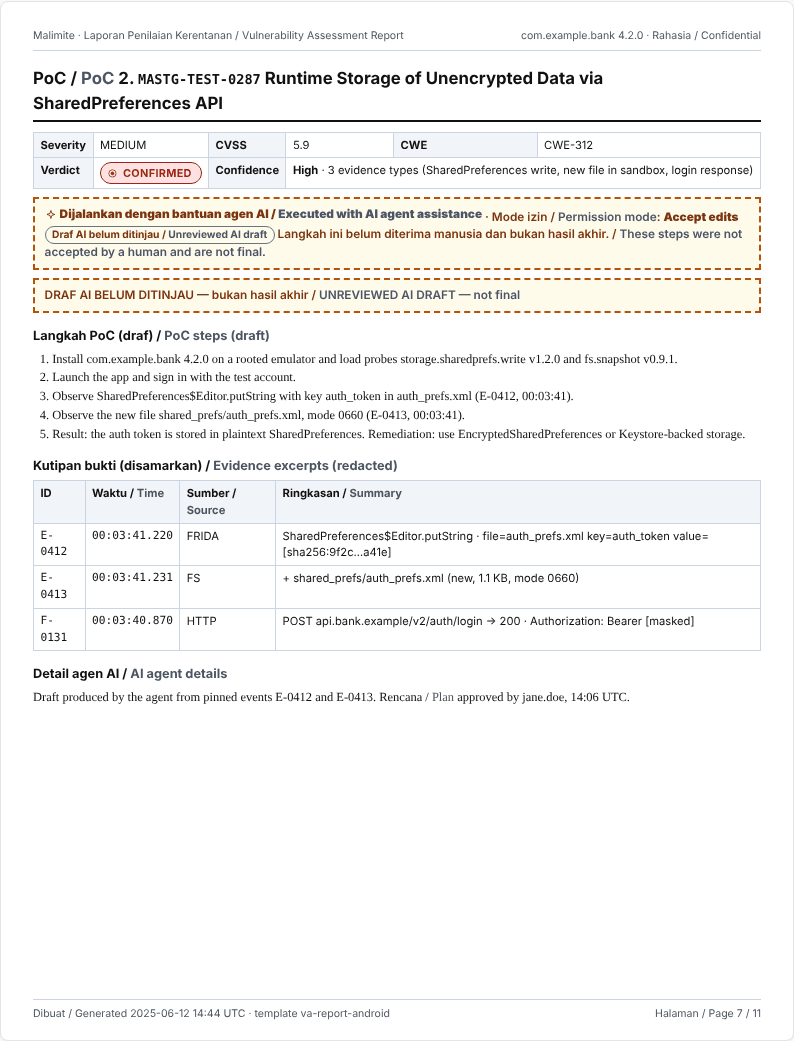 Malimite · Laporan Penilaian Kerentanan / Vulnerability Assessment Report
com.example.bank 4.2.0 · Rahasia / Confidential
PoC / PoC 2. MASTG-TEST-0287 Runtime Storage of Unencrypted Data via
SharedPreferences API
Severity MEDIUM CVSS 5.9 CWE CWE-312
Verdict CONFIRMED Confidence High · 3 evidence types (SharedPreferences write, new file in sandbox, login response)
Dijalankan dengan bantuan agen AI / Executed with AI agent assistance · Mode izin / Permission mode: Accept edits
Draf AI belum ditinjau / Unreviewed AI draft Langkah ini belum diterima manusia dan bukan hasil akhir. / These steps were not
accepted by a human and are not final.
DRAF AI BELUM DITINJAU — bukan hasil akhir / UNREVIEWED AI DRAFT — not final
Langkah PoC (draf) / PoC steps (draft)
1. Install com.example.bank 4.2.0 on a rooted emulator and load probes storage.sharedprefs.write v1.2.0 and fs.snapshot v0.9.1.
2. Launch the app and sign in with the test account.
3. Observe SharedPreferences$Editor.putString with key auth_token in auth_prefs.xml (E-0412, 00:03:41).
4. Observe the new file shared_prefs/auth_prefs.xml, mode 0660 (E-0413, 00:03:41).
5. Result: the auth token is stored in plaintext SharedPreferences. Remediation: use EncryptedSharedPreferences or Keystore-backed storage.
Kutipan bukti (disamarkan) / Evidence excerpts (redacted)
ID Waktu / Time Sumber / Ringkasan / Summary
Source
E- 00:03:41.220 FRIDA SharedPreferences$Editor.putString · file=auth_prefs.xml key=auth_token value=
0412 [sha256:9f2c…a41e]
E- 00:03:41.231 FS + shared_prefs/auth_prefs.xml (new, 1.1 KB, mode 0660)
0413
F- 00:03:40.870 HTTP POST api.bank.example/v2/auth/login → 200 · Authorization: Bearer [masked]
0131
Detail agen AI / AI agent details
Draft produced by the agent from pinned events E-0412 and E-0413. Rencana / Plan approved by jane.doe, 14:06 UTC.
Dibuat / Generated 2025-06-12 14:44 UTC · template va-report-android
Halaman / Page 7 / 11